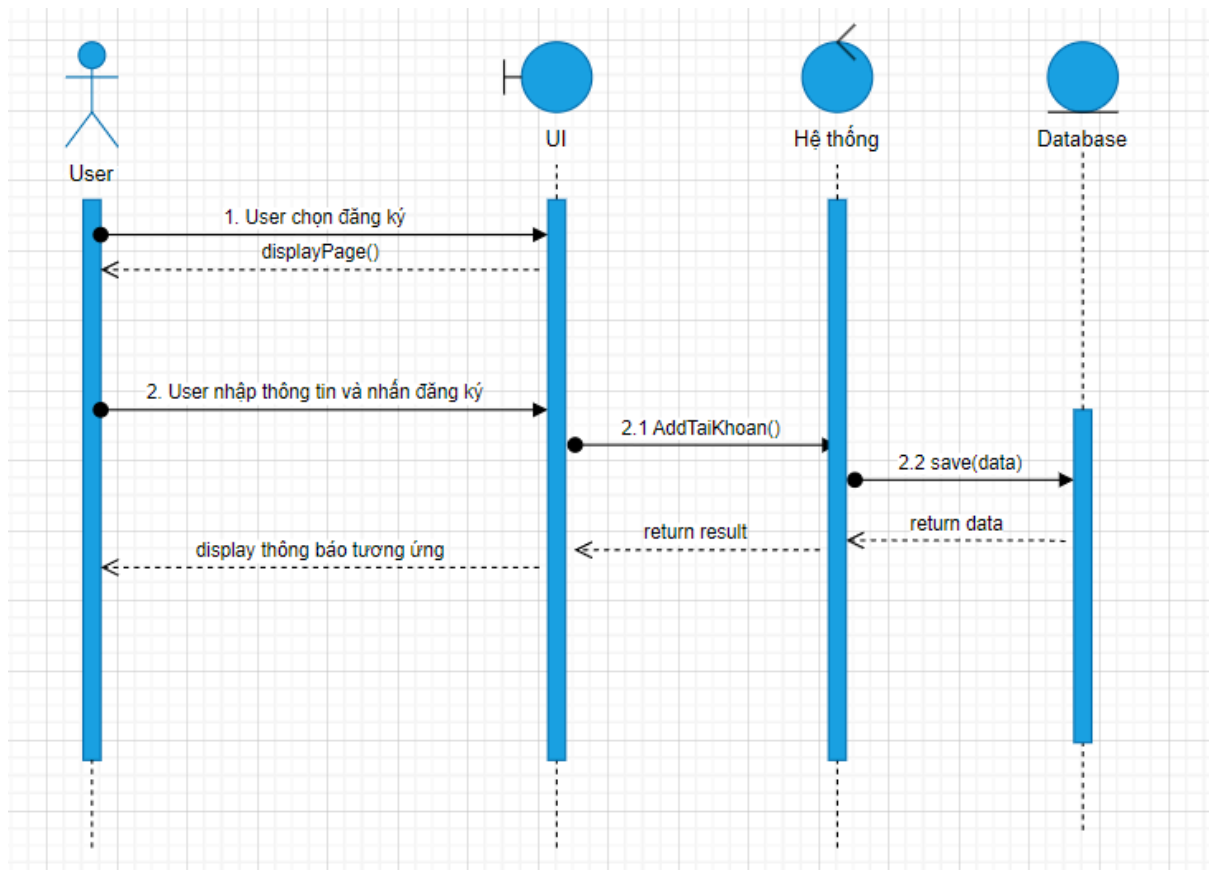 UI
Hệ thống
Database
User
1. User chọn đăng ký
displayPage()
2. User nhập thông tin và nhấn đăng ký
2.1 AddTaiKhoan()
2.2 save(data)
return data
return result
display thông báo tương ứng